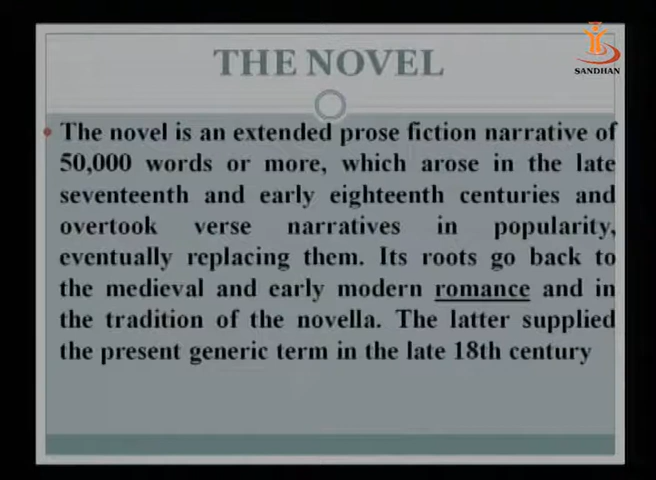 THE NOVEL
SANDHAN
• The novel is an extended prose fiction narrative of
50,000 words or more, which arose in the late
seventeenth and early eighteenth centuries and
overtook verse narratives in popularity,
eventually replacing them. Its roots go back to
the medieval and early modern romance and in
the tradition of the novella. The latter supplied
the present generic term in the late 18th century